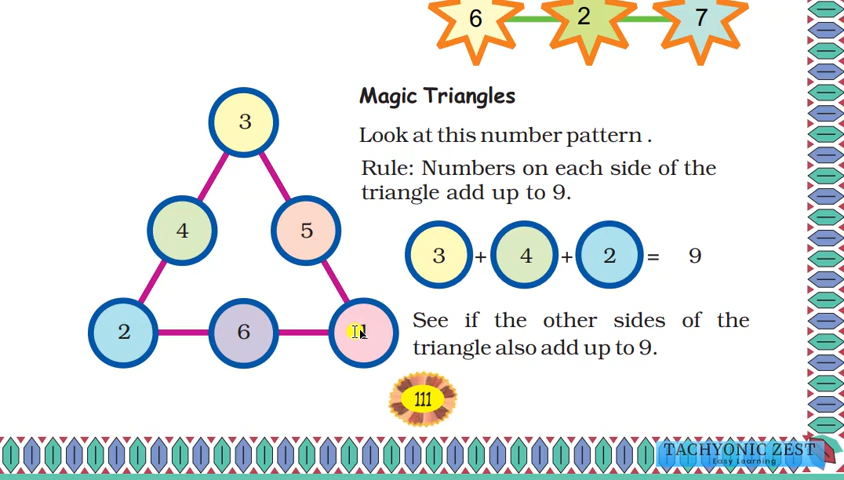 6 2 7
Magic Triangles
Look at this number pattern .
Rule: Numbers on each side of the
triangle add up to 9.
3
4 5
2 6
3 + 4 + 2 = 9
See if the other sides of the
triangle also add up to 9.
111
TACHYONIC ZEST
Easy Learning